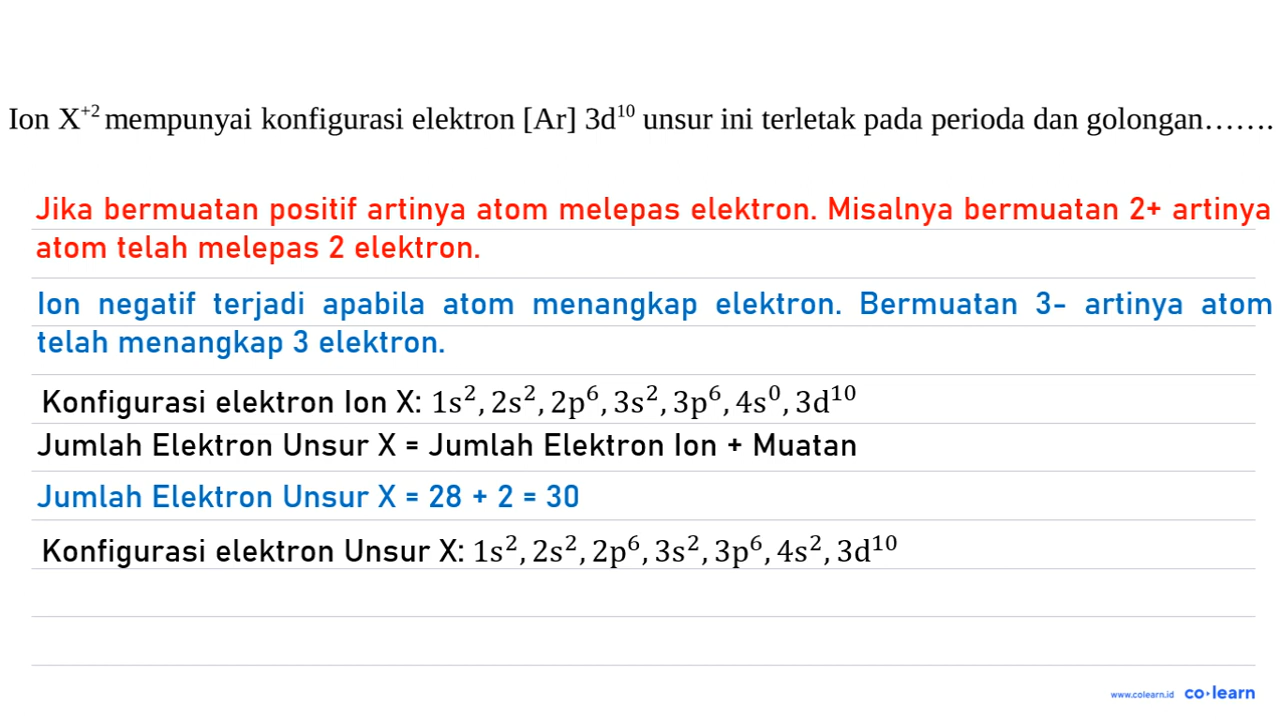 Ion X⁺² mempunyai konfigurasi elektron [Ar] 3d¹⁰ unsur ini terletak pada perioda dan golongan…….
Jika bermuatan positif artinya atom melepas elektron. Misalnya bermuatan 2+ artinya
atom telah melepas 2 elektron.
Ion negatif terjadi apabila atom menangkap elektron. Bermuatan 3- artinya atom
telah menangkap 3 elektron.
Konfigurasi elektron Ion X: 1s², 2s², 2p⁶, 3s², 3p⁶, 4s⁰, 3d¹⁰
Jumlah Elektron Unsur X = Jumlah Elektron Ion + Muatan
Jumlah Elektron Unsur X = 28 + 2 = 30
Konfigurasi elektron Unsur X: 1s², 2s², 2p⁶, 3s², 3p⁶, 4s², 3d¹⁰
www.colearn.id co▸learn